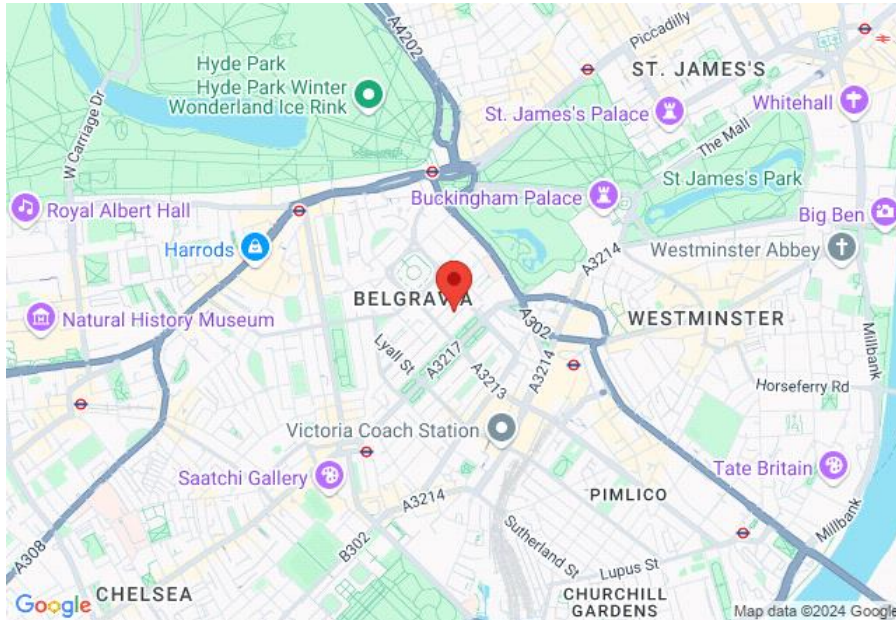 A4202
Piccadilly
Hyde Park
Hyde Park Winter
Wonderland Ice Rink
ST. JAMES'S
W Carriage Dr
St. James's Palace
Whitehall
The Mall
Buckingham Palace
St James's Park
Royal Albert Hall
Big Ben
Harrods
A3214
Westminster Abbey
BELGRAVIA
A302
WESTMINSTER
Natural History Museum
Millbank
Lyall St
A3217
A3213
A3214
Horseferry Rd
Victoria Coach Station
Saatchi Gallery
Tate Britain
A3214
PIMLICO
Millbank
A308
B302
Sutherland St
Lupus St
CHELSEA
CHURCHILL
GARDENS
Google
Map data ©2024 Google